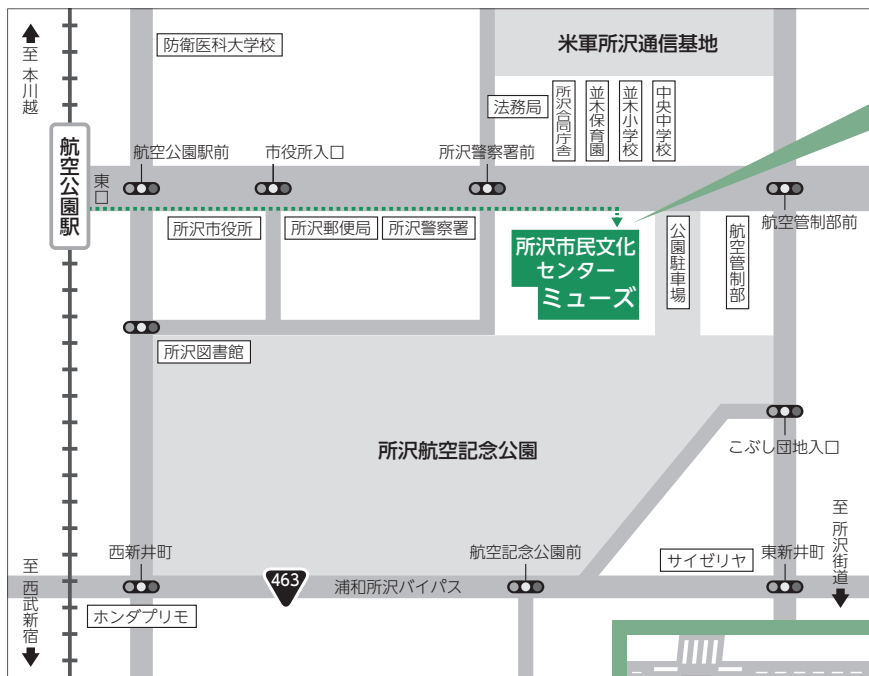 至 本川越
防衛医科大学校
米軍所沢通信基地
法務局
所沢合同庁舎
並木保育園
並木小学校
中央中学校
航空公園駅
東口
航空公園駅前
市役所入口
所沢警察署前
航空管制部前
所沢市役所
所沢郵便局
所沢警察署
所沢市民文化
センター
ミューズ
公園駐車場
航空管制部
所沢図書館
所沢航空記念公園
こぶし団地入口
至 所沢街道
西新井町
航空記念公園前
サイゼリヤ
東新井町
463
浦和所沢バイパス
ホンダプリモ
至 西武新宿